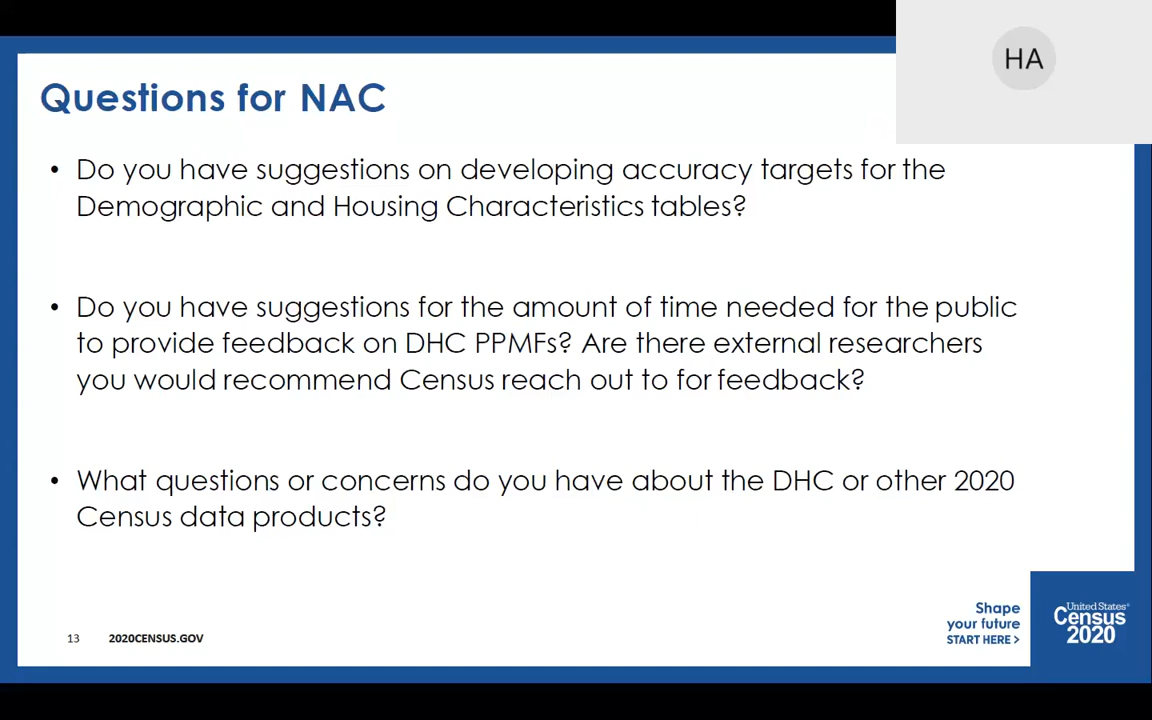 HA
Questions for NAC
• Do you have suggestions on developing accuracy targets for the
Demographic and Housing Characteristics tables?
• Do you have suggestions for the amount of time needed for the public
to provide feedback on DHC PPMFs? Are there external researchers
you would recommend Census reach out to for feedback?
• What questions or concerns do you have about the DHC or other 2020
Census data products?
13 2020CENSUS.GOV
Shape
your future
START HERE >
United States®
Census
2020